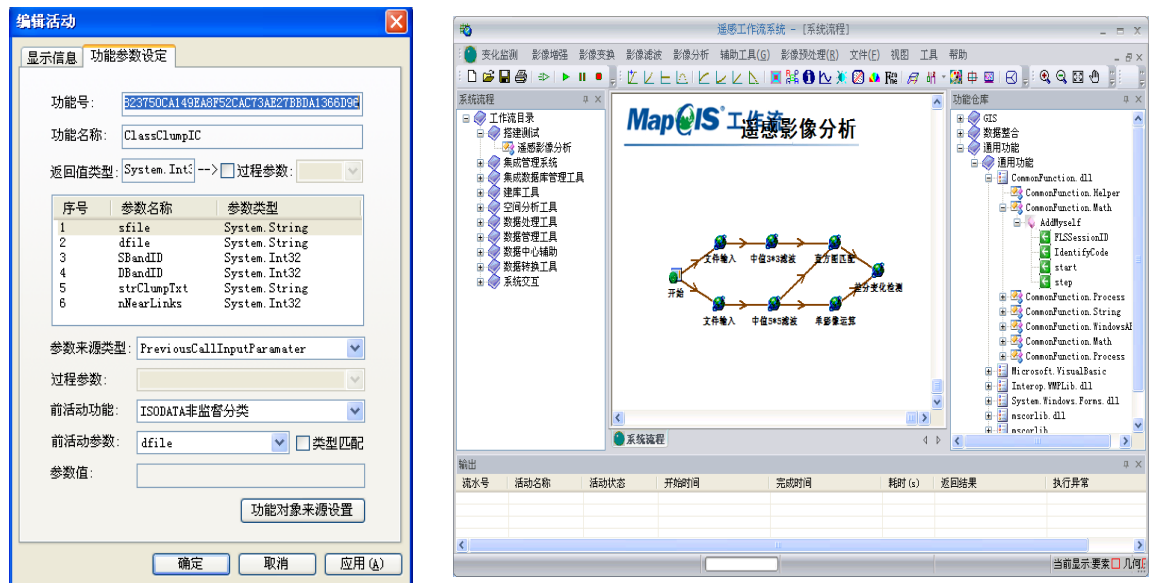 编辑活动
显示信息 功能参数设定
功能号: B23750CA149EA8F52CAC73AE27BBDA1366D9C
功能名称: ClassClumpIC
返回值类型: System.Int3 --> 过程参数:
序号 参数名称 参数类型
1 sfile System.String
2 dfile System.String
3 SBandID System.Int32
4 DBandID System.Int32
5 strClumpTxt System.String
6 nNearLinks System.Int32
参数来源类型: PreviousCallInputParamater
过程参数:
前活动功能: ISODATA非监督分类
前活动参数: dfile 类型匹配
参数值:
功能对象来源设置
确定 取消 应用(A)
遥感工作流系统 - [系统流程]
变化监测 影像增强 影像变换 影像滤波 影像分析 辅助工具(G) 影像预处理(R) 文件(F) 视图 工具 帮助
系统流程
工作流目录
搭建测试
遥感影像分析
集成管理系统
集成数据库管理工具
建库工具
空间分析工具
数据处理工具
数据管理工具
数据中心辅助
数据转换工具
系统交互
MapGIS 工作流
遥感影像分析
文件输入 中值3*3滤波 直方图匹配
开始 差分变化检测
文件输入 中值5*5滤波 单影像运算
系统流程
功能仓库
GIS
数据整合
通用功能
通用功能
CommonFunction.dll
CommonFunction.Helper
CommonFunction.Math
AddMyself
FLSSessionID
IdentifyCode
start
step
CommonFunction.Process
CommonFunction.String
CommonFunction.WindowsAE
CommonFunction.Math
CommonFunction.Process
Microsoft.VisualBasic
Interop.WMPLib.dll
System.Windows.Forms.dll
mscorlib.dll
mscorlib
输出
流水号 活动名称 活动状态 开始时间 完成时间 耗时(s) 返回结果 执行异常
当前显示:要素 几何